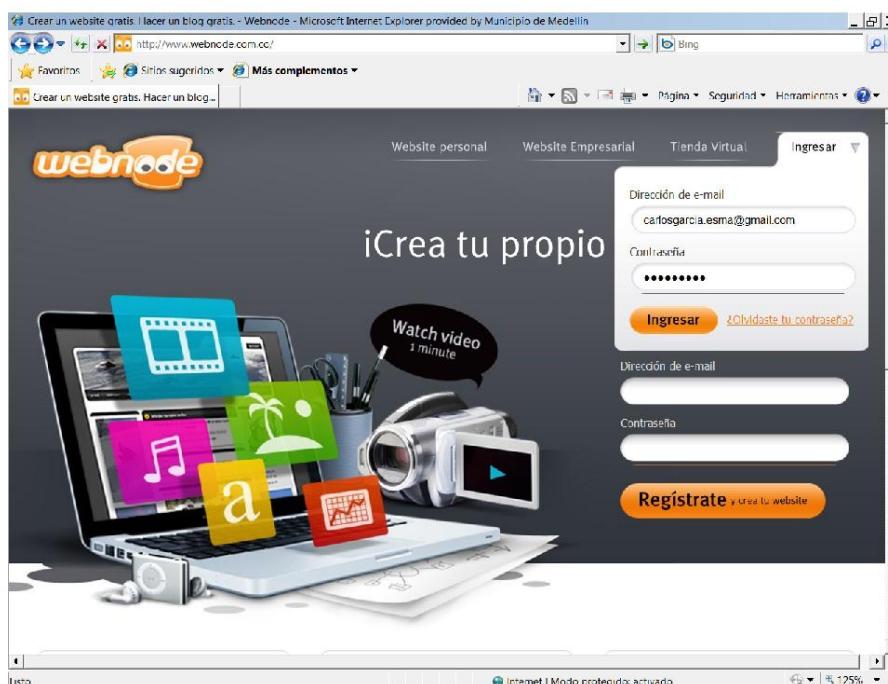 Crear un website gratis. Hacer un blog gratis. - Webnode - Microsoft Internet Explorer provided by Municipio de Medellin
http://www.webnode.com.co/
Bing
Favoritos Sitios sugeridos Más complementos
Crear un website gratis. Hacer un blog... Página Seguridad Herramientas
webnode
Website personal Website Empresarial Tienda Virtual Ingresar
Dirección de e-mail
carlosgarcia.esma@gmail.com
¡Crea tu propio
Contraseña
Ingresar ¿Olvidaste tu contraseña?
Watch video
1 minute
Dirección de e-mail
Contraseña
a
Regístrate y crea tu website
Listo Internet | Modo protegido: activado 125%